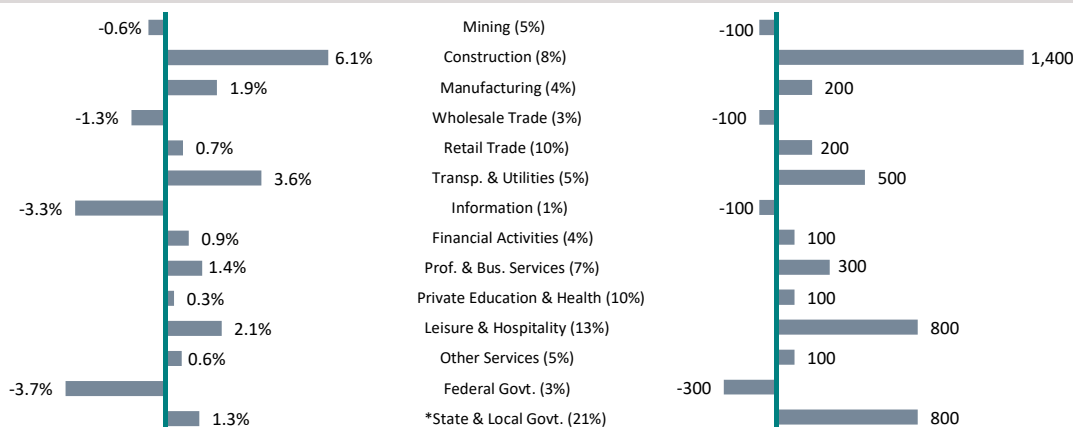 -0.6% Mining (5%) -100
6.1% Construction (8%) 1,400
1.9% Manufacturing (4%) 200
-1.3% Wholesale Trade (3%) -100
0.7% Retail Trade (10%) 200
3.6% Transp. & Utilities (5%) 500
-3.3% Information (1%) -100
0.9% Financial Activities (4%) 100
1.4% Prof. & Bus. Services (7%) 300
0.3% Private Education & Health (10%) 100
2.1% Leisure & Hospitality (13%) 800
0.6% Other Services (5%) 100
-3.7% Federal Govt. (3%) -300
1.3% *State & Local Govt. (21%) 800